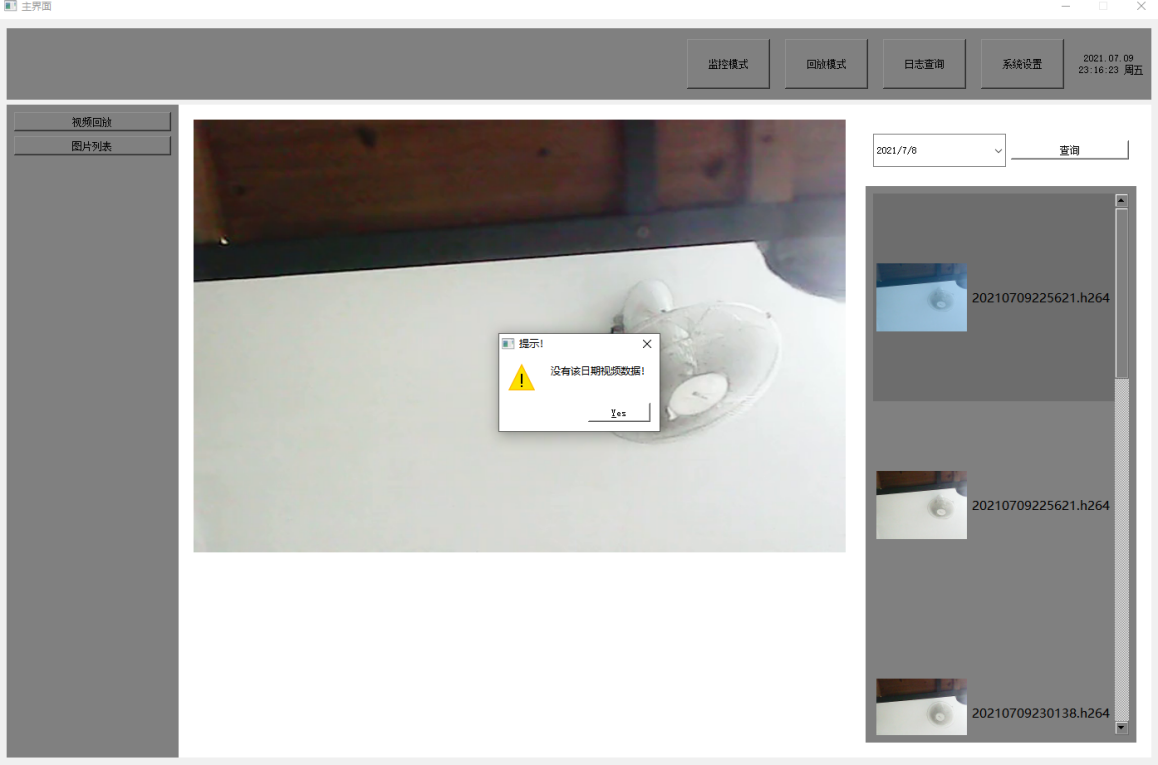 主界面
监控模式
回放模式
日志查询
系统设置
2021.07.09
23:16:23 周五
视频回放
图片列表
2021/7/8
查询
提示!
没有该日期视频数据!
Yes
20210709225621.h264
20210709225621.h264
20210709230138.h264